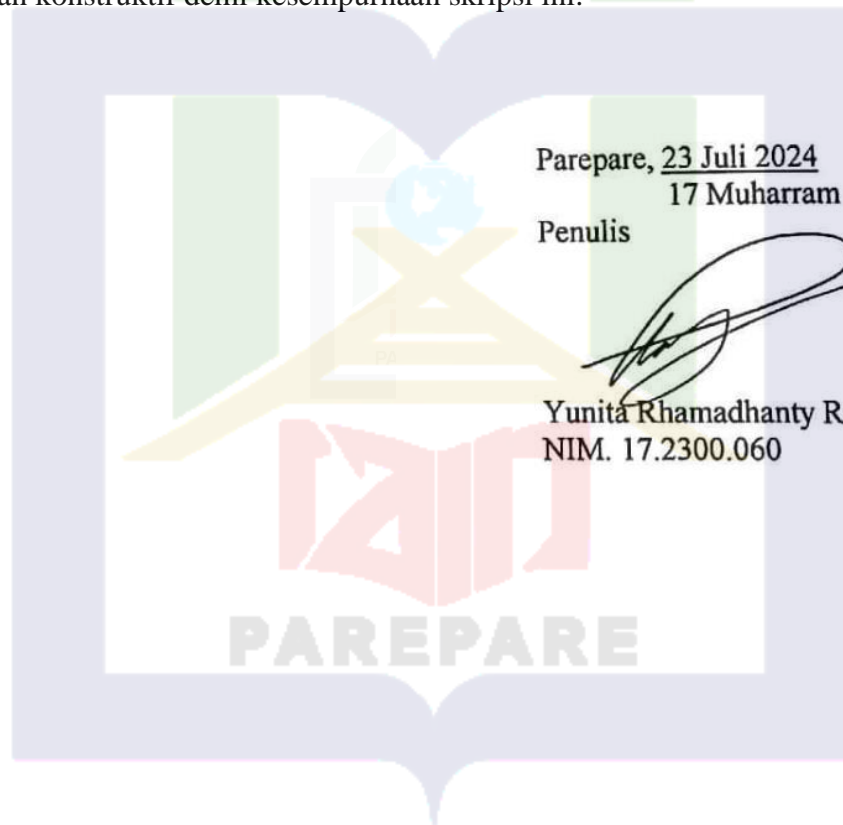 konstruktif demi kesempurnaan skripsi ini.
Parepare, 23 Juli 2024
17 Muharram
Penulis
Yunita Rhamadhanty R
NIM. 17.2300.060
PAREPARE